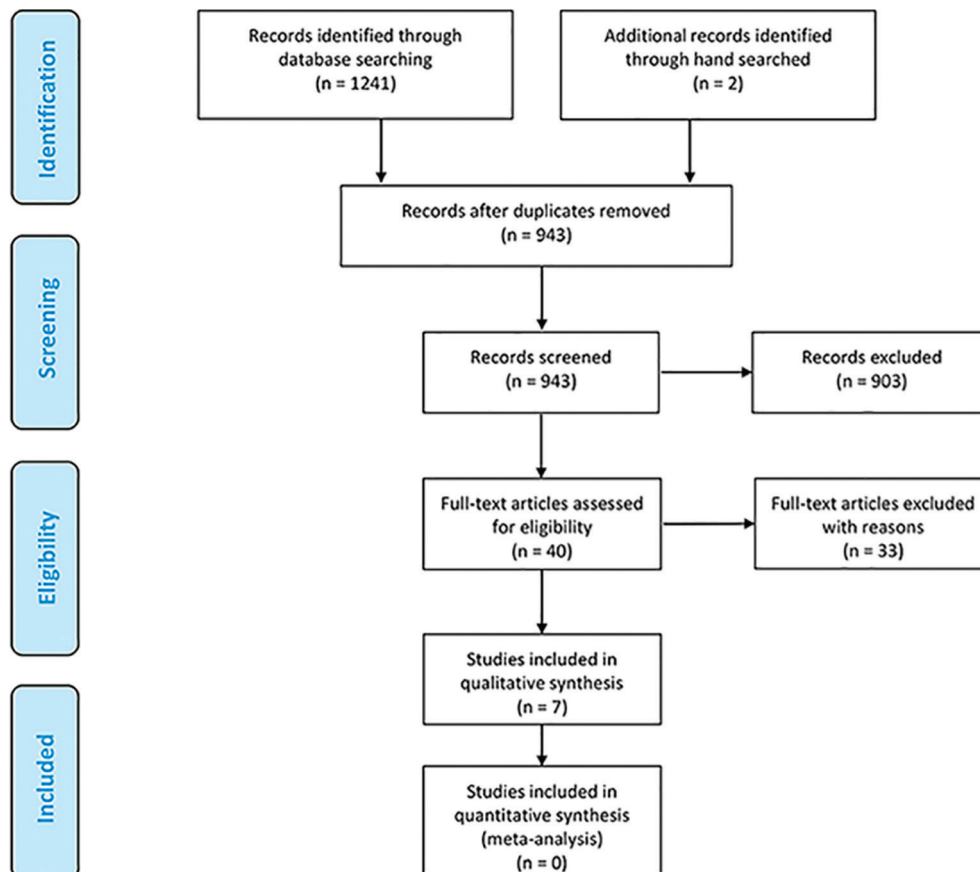 Identification
Records identified through
database searching
(n = 1241)
Additional records identified
through hand searched
(n = 2)
Records after duplicates removed
(n = 943)
Screening
Records screened
(n = 943)
Records excluded
(n = 903)
Eligibility
Full-text articles assessed
for eligibility
(n = 40)
Full-text articles excluded
with reasons
(n = 33)
Studies included in
qualitative synthesis
(n = 7)
Included
Studies included in
quantitative synthesis
(meta-analysis)
(n = 0)